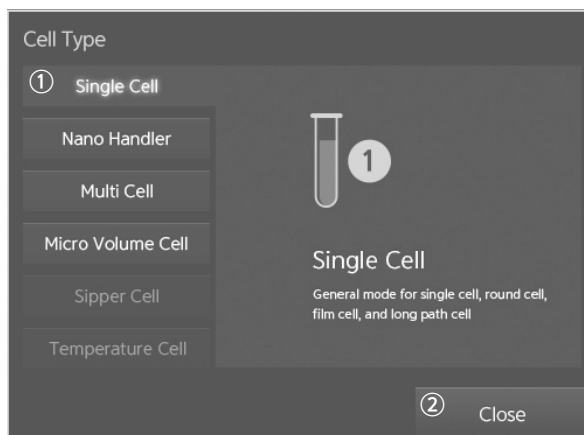 Cell Type
① Single Cell
Nano Handler
Multi Cell
Micro Volume Cell
Sipper Cell
Temperature Cell
1
Single Cell
General mode for single cell, round cell,
film cell, and long path cell
② Close